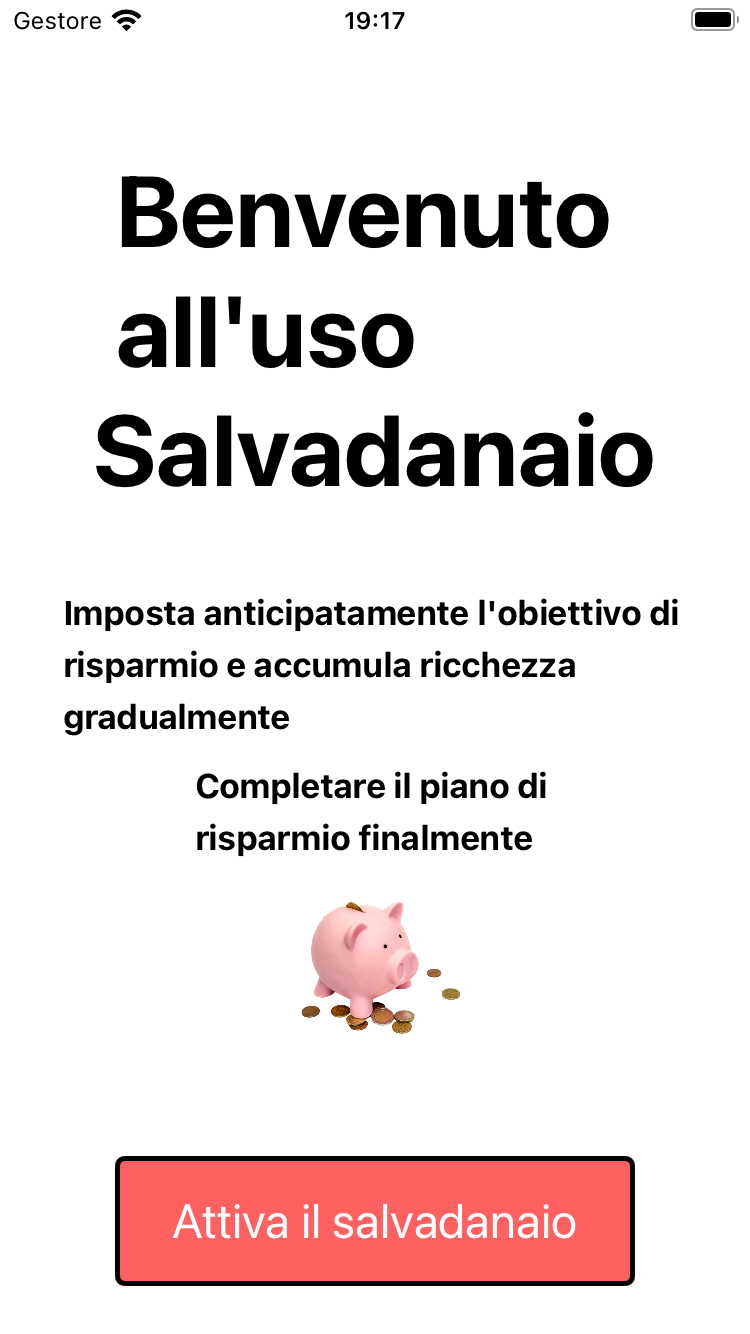 Gestore 19:17
Benvenuto
all'uso
Salvadanaio
Imposta anticipatamente l'obiettivo di
risparmio e accumula ricchezza
gradualmente
Completare il piano di
risparmio finalmente
Attiva il salvadanaio